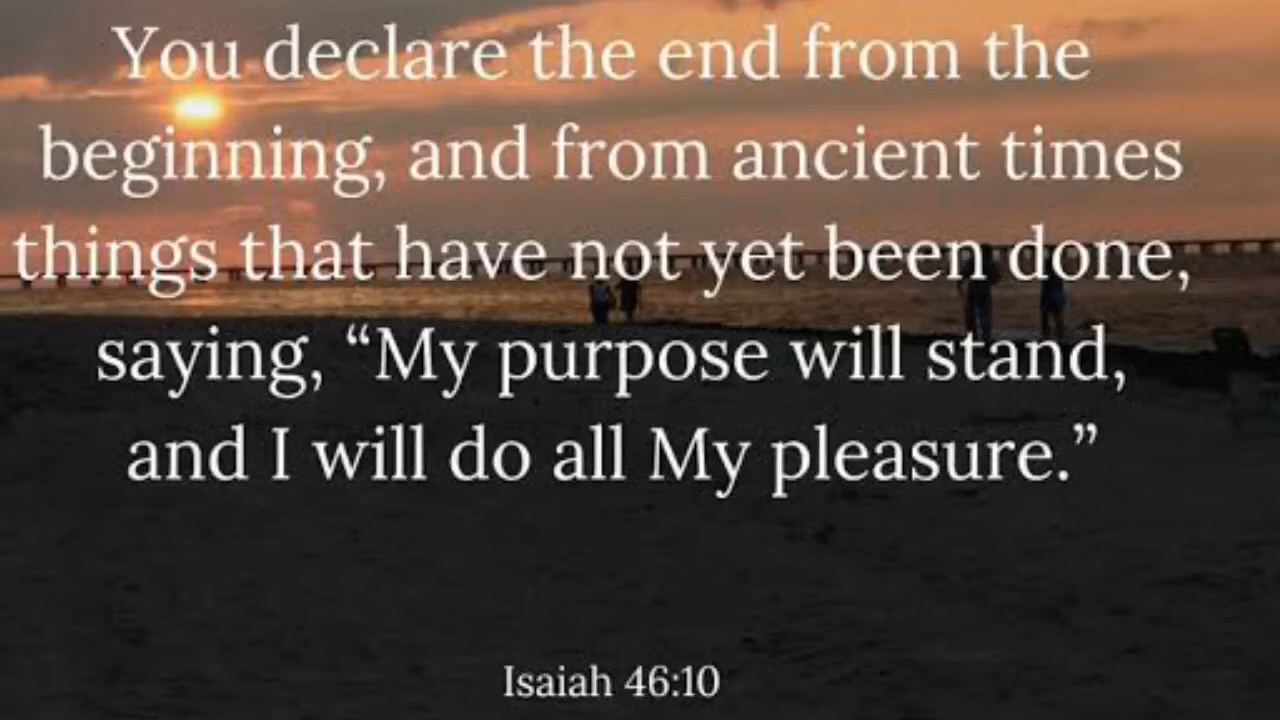 You declare the end from the
beginning, and from ancient times
things that have not yet been done,
saying, “My purpose will stand,
and I will do all My pleasure.”
Isaiah 46:10